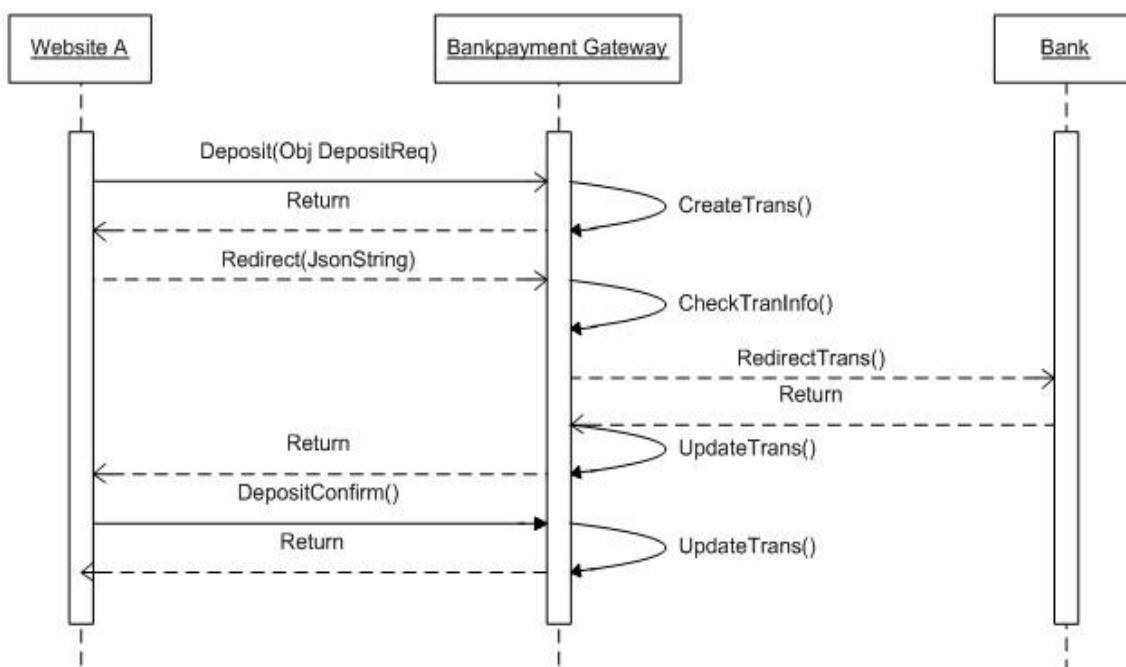 Website A
Bankpayment Gateway
Bank
Deposit(Obj DepositReq)
Return
CreateTrans()
Redirect(JsonString)
CheckTranInfo()
RedirectTrans()
Return
Return
UpdateTrans()
DepositConfirm()
Return
UpdateTrans()